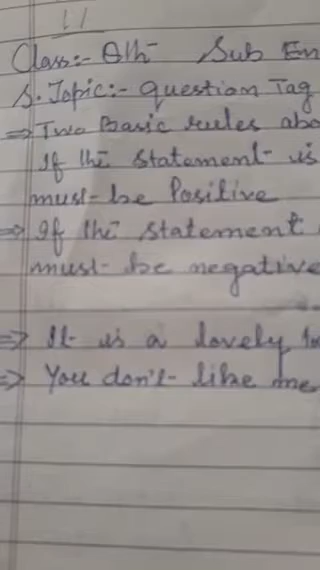 11
Class:- 8th Sub En
S. Topic:- Question Tag
⇒ Two Basic rules abo
If the statement is
must be Positive
⇒ If the statement
must be negative
⇒ It is a lovely
⇒ You don't like me